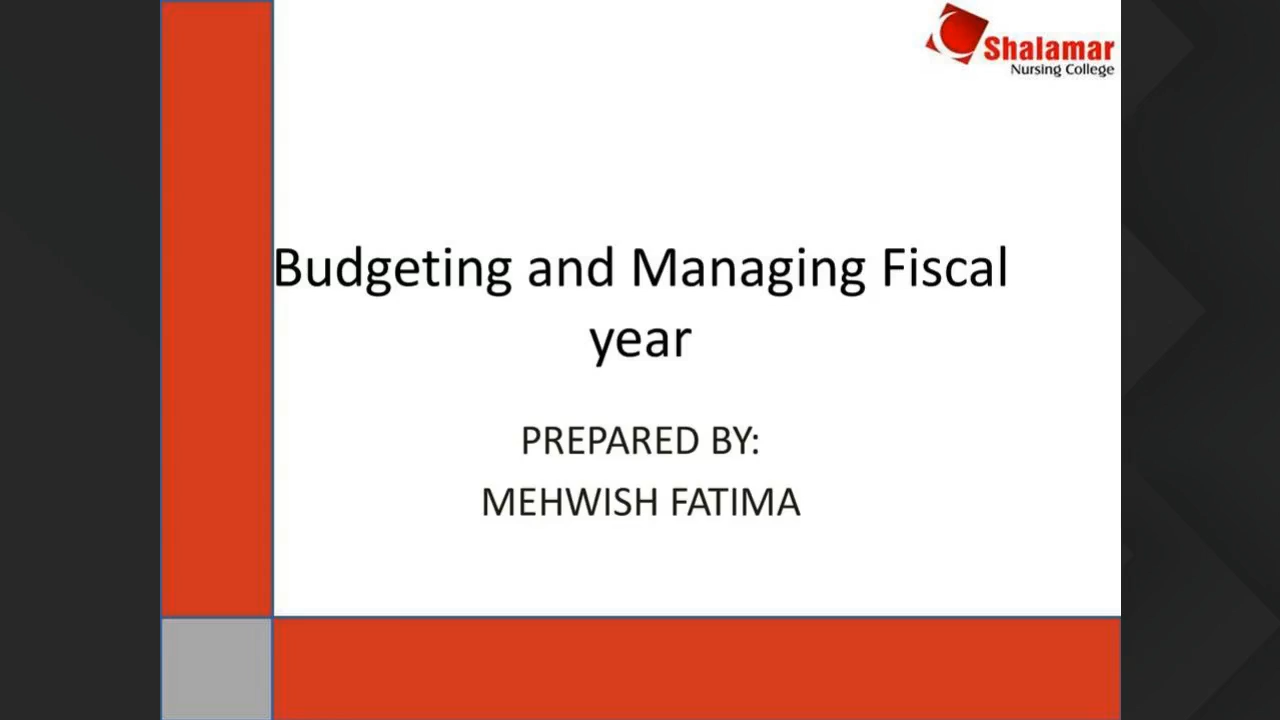 Shalamar
Nursing College
Budgeting and Managing Fiscal
year
PREPARED BY:
MEHWISH FATIMA